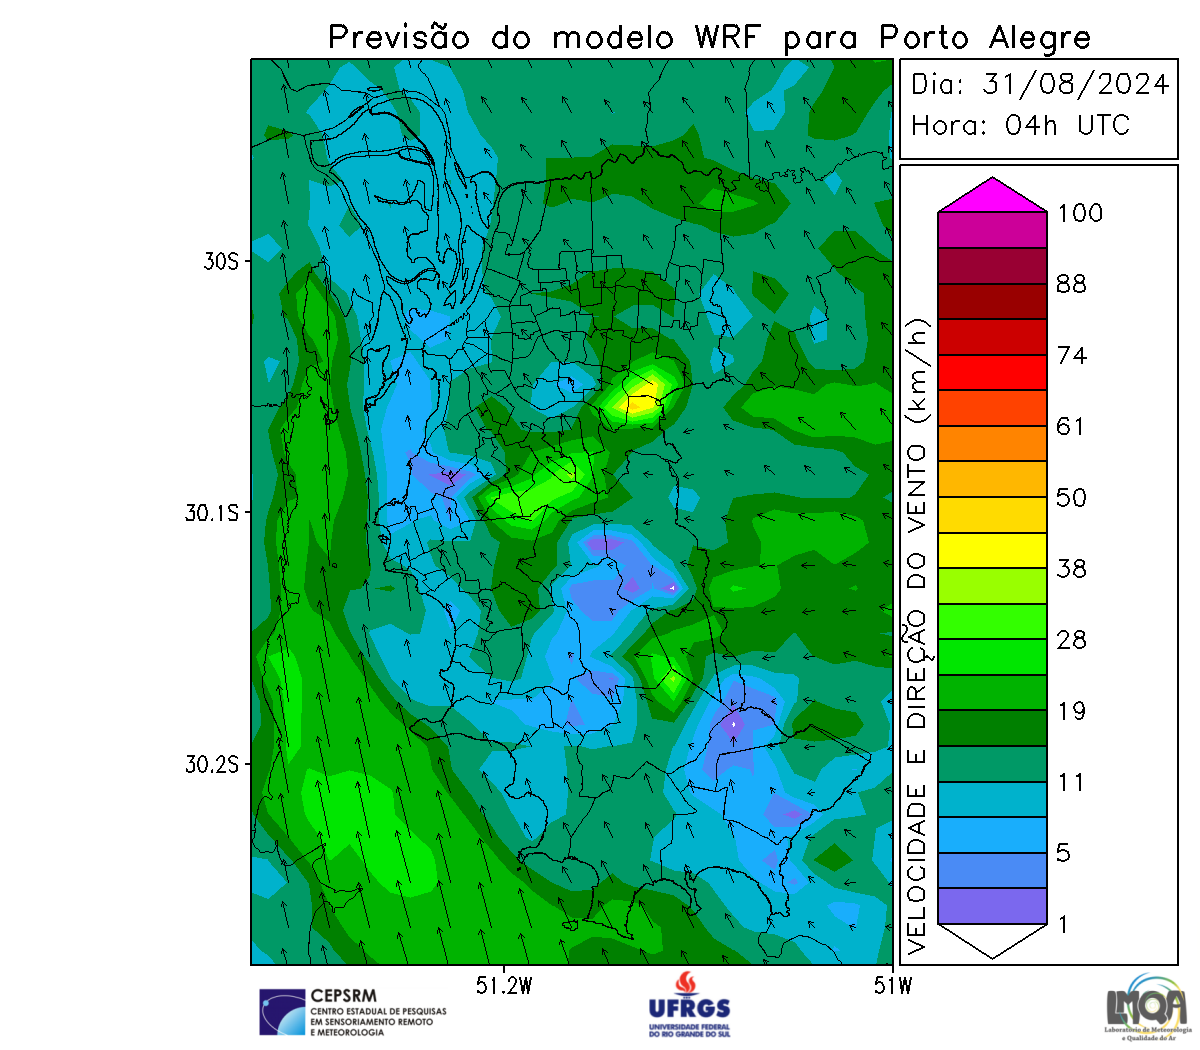 Previsão do modelo WRF para Porto Alegre
Dia: 31/08/2024
Hora: 04h UTC
30S
30.1S
30.2S
51.2W
51W
VELOCIDADE E DIREÇÃO DO VENTO (km/h)
100
88
74
61
50
38
28
19
11
5
1
CEPSRM
CENTRO ESTADUAL DE PESQUISAS
EM SENSORIAMENTO REMOTO
E METEOROLOGIA
UFRGS
UNIVERSIDADE FEDERAL
DO RIO GRANDE DO SUL
LMQA
Laboratório de Meteorologia
e Qualidade do Ar